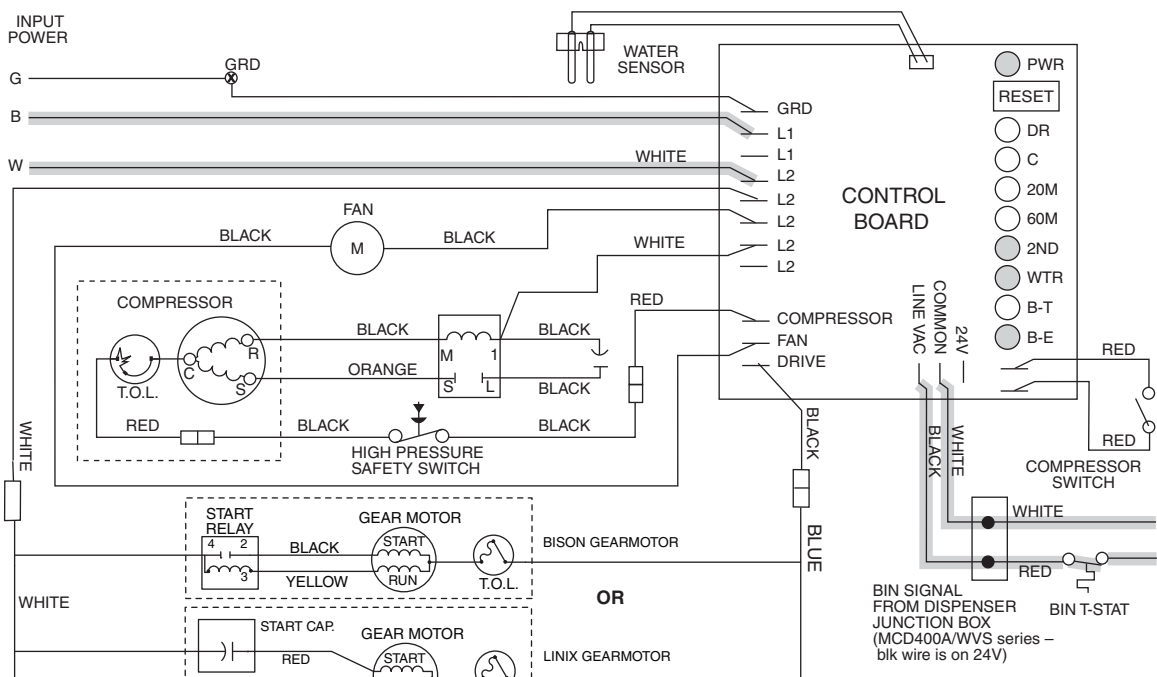 INPUT
POWER
G
GRD
B
W
WHITE
WATER
SENSOR
GRD
L1
L1
L2
L2
L2
L2
L2
CONTROL
BOARD
PWR
RESET
DR
C
20M
60M
2ND
WTR
B-T
B-E
FAN
M
BLACK
BLACK
WHITE
RED
COMPRESSOR
FAN
DRIVE
LINE VAC
COMMON
24V
COMPRESSOR
T.O.L.
C
R
S
BLACK
ORANGE
M
1
S
L
BLACK
BLACK
RED
BLACK
BLACK
HIGH PRESSURE
SAFETY SWITCH
RED
RED
COMPRESSOR
SWITCH
WHITE
BLACK
BLUE
BLACK
WHITE
WHITE
RED
BIN T-STAT
BIN SIGNAL
FROM DISPENSER
JUNCTION BOX
(MCD400A/WVS series –
blk wire is on 24V)
START
RELAY
4
2
3
BLACK
YELLOW
GEAR MOTOR
START
RUN
T.O.L.
BISON GEARMOTOR
OR
WHITE
START CAP.
RED
GEAR MOTOR
START
LINIX GEARMOTOR